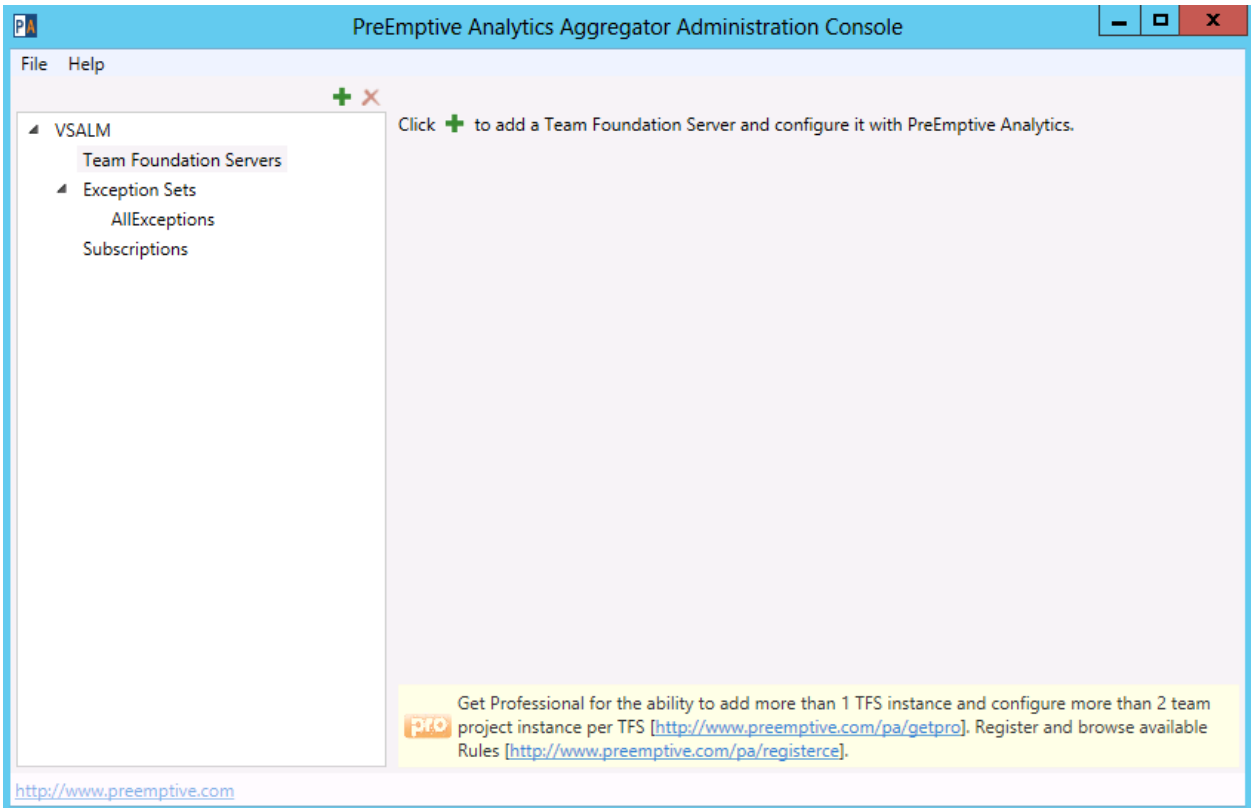 PA
PreEmptive Analytics Aggregator Administration Console
File Help
VSALM
Team Foundation Servers
Exception Sets
AllExceptions
Subscriptions
Click to add a Team Foundation Server and configure it with PreEmptive Analytics.
pro
Get Professional for the ability to add more than 1 TFS instance and configure more than 2 team
project instance per TFS [http://www.preemptive.com/pa/getpro]. Register and browse available
Rules [http://www.preemptive.com/pa/registerce].
http://www.preemptive.com